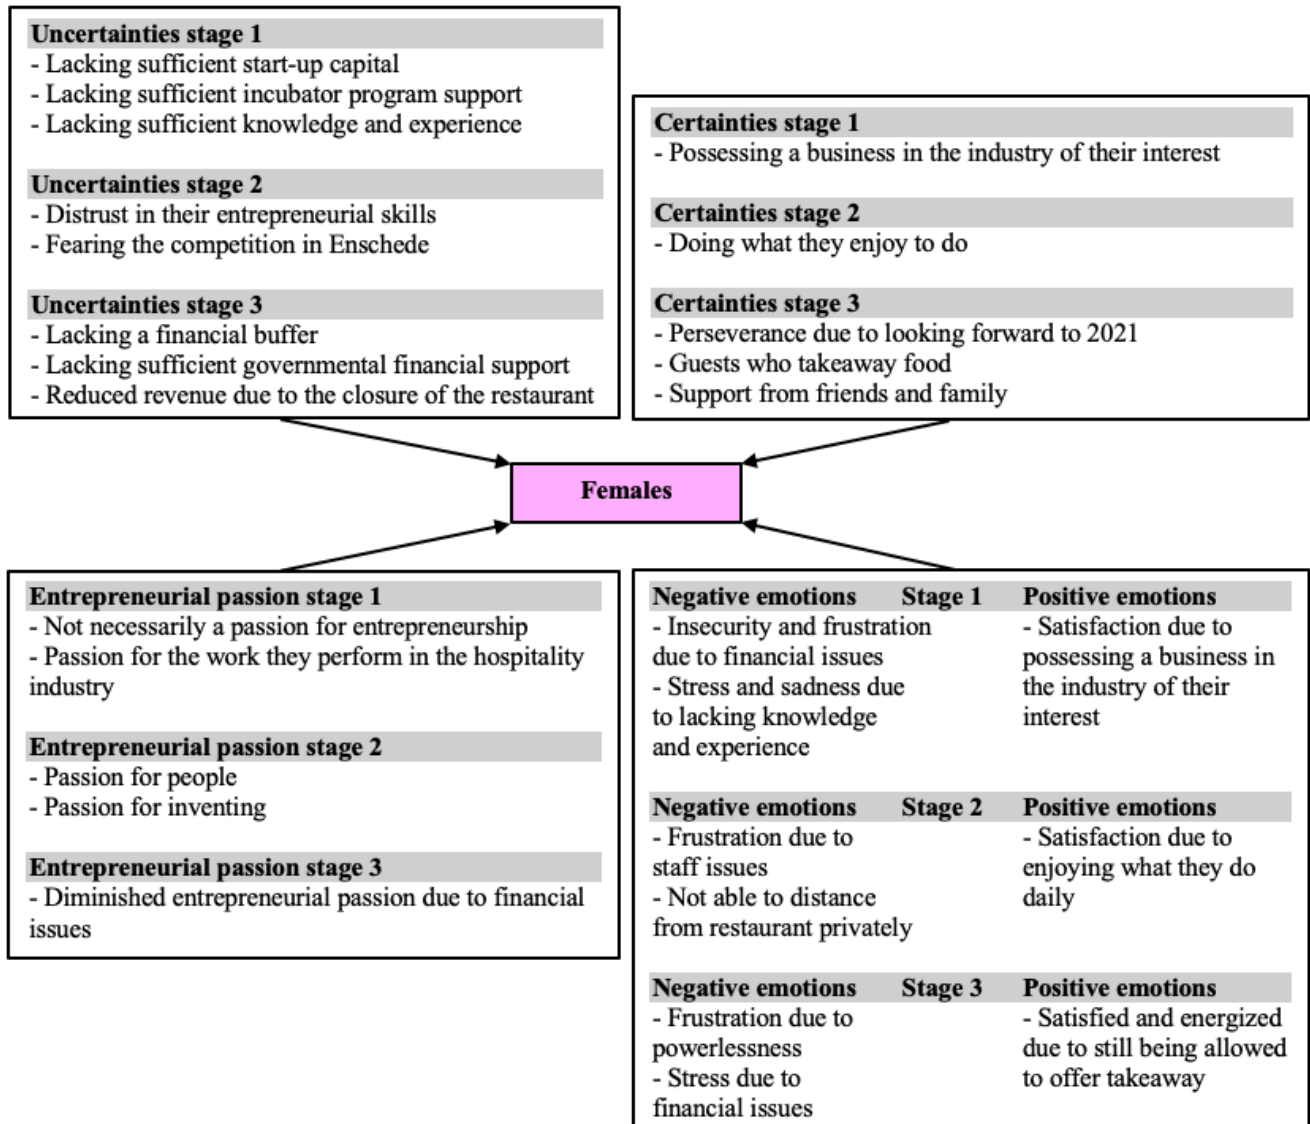 Uncertainties stage 1
- Lacking sufficient start-up capital
- Lacking sufficient incubator program support
- Lacking sufficient knowledge and experience
Uncertainties stage 2
- Distrust in their entrepreneurial skills
- Fearing the competition in Enschede
Uncertainties stage 3
- Lacking a financial buffer
- Lacking sufficient governmental financial support
- Reduced revenue due to the closure of the restaurant
Certainties stage 1
- Possessing a business in the industry of their interest
Certainties stage 2
- Doing what they enjoy to do
Certainties stage 3
- Perseverance due to looking forward to 2021
- Guests who takeaway food
- Support from friends and family
Females
Entrepreneurial passion stage 1
- Not necessarily a passion for entrepreneurship
- Passion for the work they perform in the hospitality
industry
Entrepreneurial passion stage 2
- Passion for people
- Passion for inventing
Entrepreneurial passion stage 3
- Diminished entrepreneurial passion due to financial
issues
Negative emotions Stage 1 Positive emotions
- Insecurity and frustration
due to financial issues
- Stress and sadness due
to lacking knowledge
and experience
- Satisfaction due to
possessing a business in
the industry of their
interest
Negative emotions Stage 2 Positive emotions
- Frustration due to
staff issues
- Not able to distance
from restaurant privately
- Satisfaction due to
enjoying what they do
daily
Negative emotions Stage 3 Positive emotions
- Frustration due to
powerlessness
- Stress due to
financial issues
- Satisfied and energized
due to still being allowed
to offer takeaway